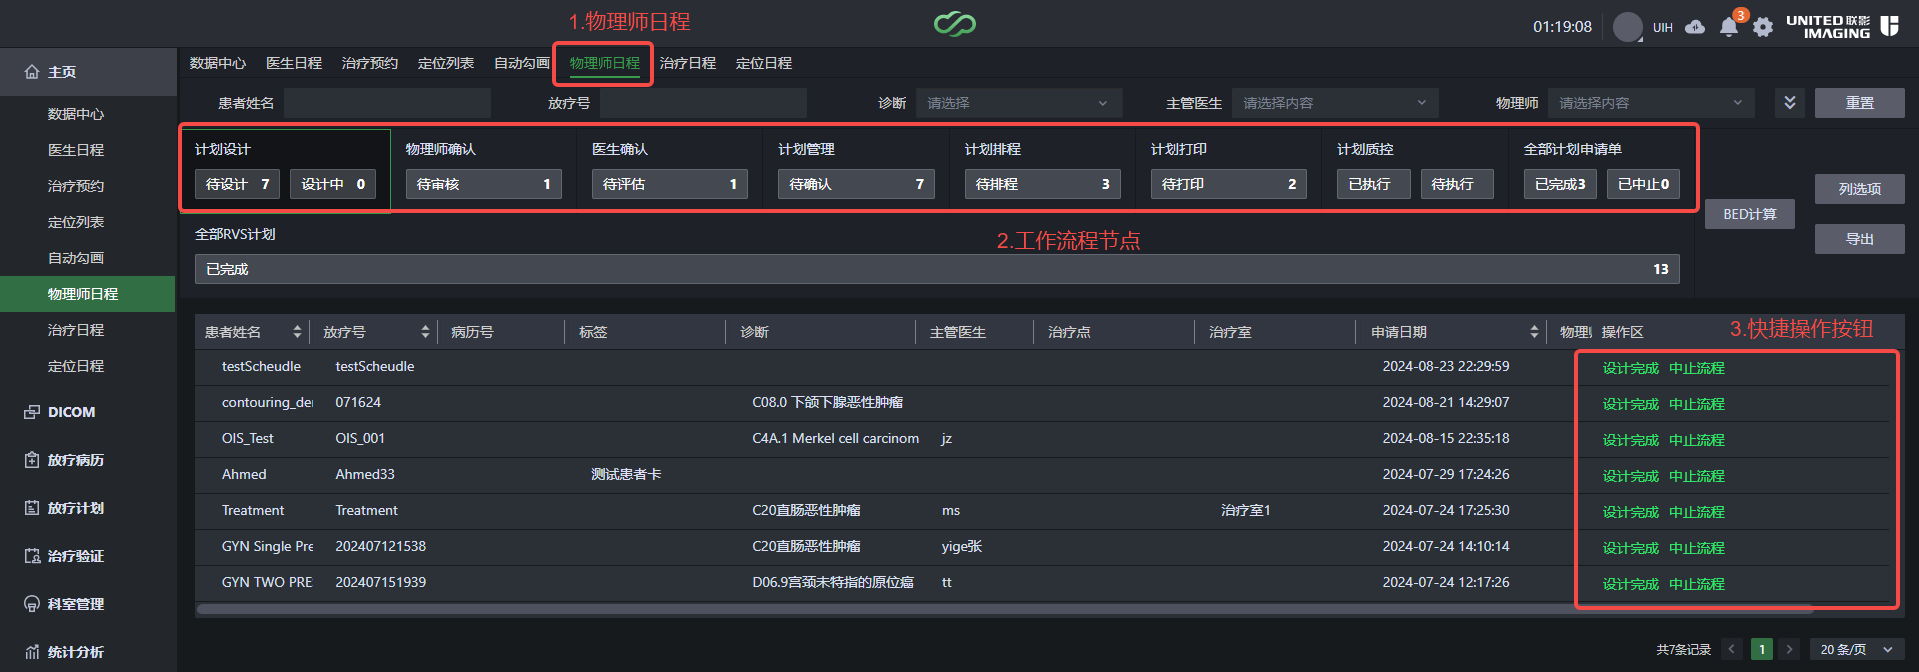 1.物理师日程
01:19:08
UIH
3
UNITED 联影
IMAGING
主页
数据中心
医生日程
治疗预约
定位列表
自动勾画
物理师日程
治疗日程
定位日程
DICOM
放疗病历
放疗计划
治疗验证
科室管理
统计分析
数据中心 医生日程 治疗预约 定位列表 自动勾画 物理师日程 治疗日程 定位日程
患者姓名 放疗号 诊断 请选择 主管医生 请选择内容 物理师 请选择内容 重置
计划设计 物理师确认 医生确认 计划管理 计划排程 计划打印 计划质控 全部计划申请单
待设计 7 设计中 0 待审核 1 待评估 1 待确认 7 待排程 3 待打印 2 已执行 待执行 已完成3 已中止0
列选项
BED计算
导出
全部RVS计划
2.工作流程节点
已完成 13
患者姓名 放疗号 病历号 标签 诊断 主管医生 治疗点 治疗室 申请日期 物理 操作区
3.快捷操作按钮
testScheudle testScheudle 2024-08-23 22:29:59 设计完成 中止流程
contouring_der 071624 C08.0 下颌下腺恶性肿瘤 2024-08-21 14:29:07 设计完成 中止流程
OIS_Test OIS_001 C4A.1 Merkel cell carcinom jz 2024-08-15 22:35:18 设计完成 中止流程
Ahmed Ahmed33 测试患者卡 2024-07-29 17:24:26 设计完成 中止流程
Treatment Treatment C20直肠恶性肿瘤 ms 治疗室1 2024-07-24 17:25:30 设计完成 中止流程
GYN Single Pre 202407121538 C20直肠恶性肿瘤 yige张 2024-07-24 14:10:14 设计完成 中止流程
GYN TWO PRE 202407151939 D06.9宫颈未特指的原位癌 tt 2024-07-24 12:17:26 设计完成 中止流程
共7条记录 1 20 条/页